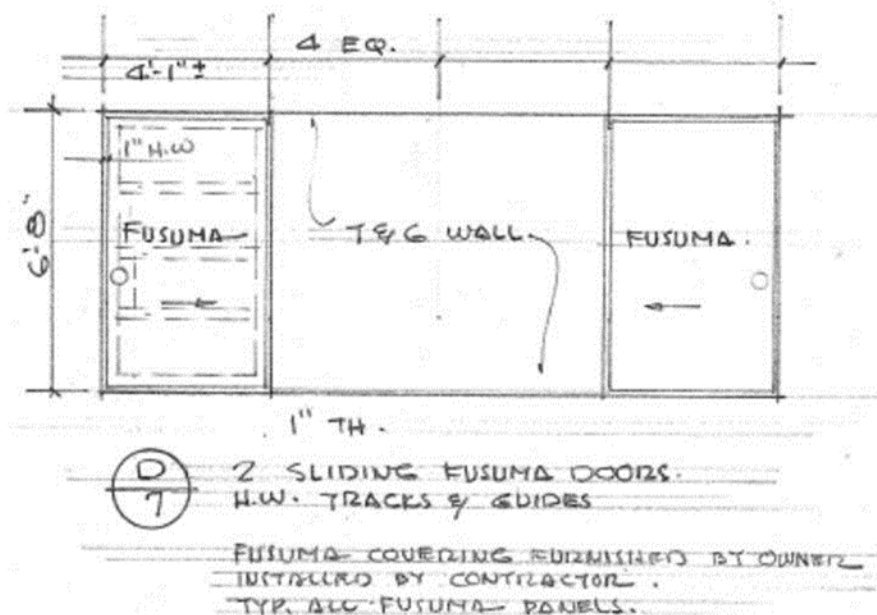 4 EQ.
4'-1" ±
1" H.W
6'-8"
FUSUMA
T & G WALL.
FUSUMA.
1" TH.
D
7
2 SLIDING FUSUMA DOORS.
H.W. TRACKS & GUIDES
FUSUMA COVERING FURNISHED BY OWNER
INSTALLED BY CONTRACTOR.
TYP. ALL FUSUMA PANELS.